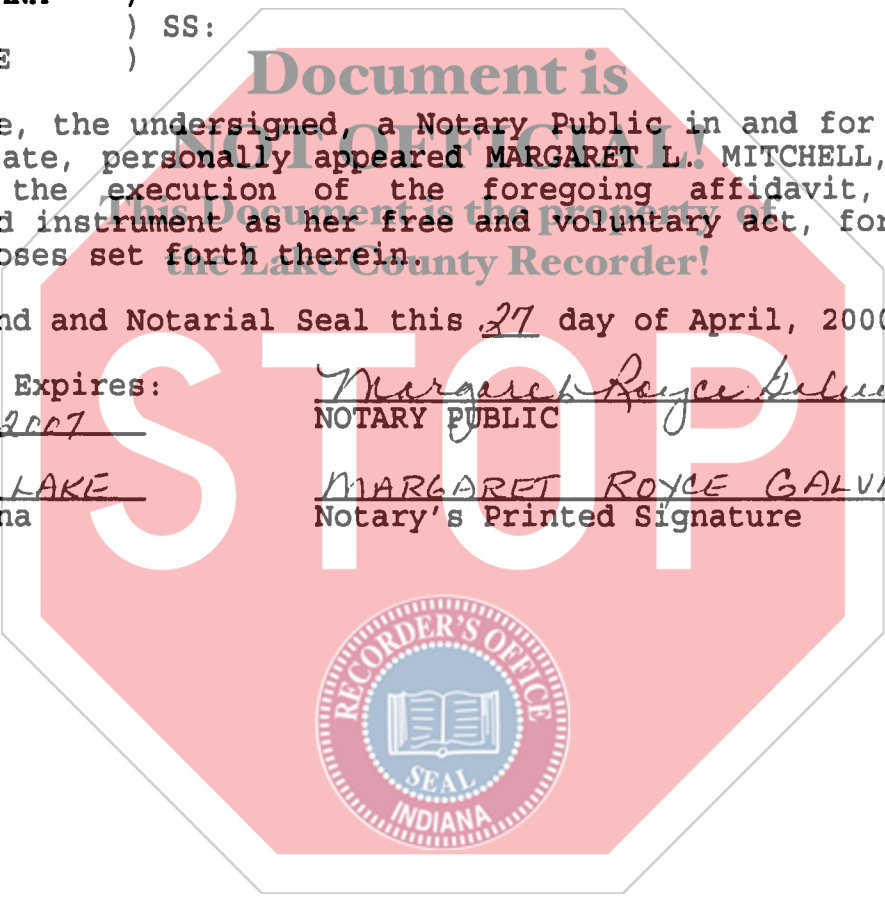 ) SS:
E )
Document is
e, the undersigned, a Notary Public in and for
NOT OFFICIAL!
ate, personally appeared MARGARET L. MITCHELL,
the execution of the foregoing affidavit,
This Document is the property of
d instrument as her free and voluntary act, for
oses set forth therein.
the Lake County Recorder!
nd and Notarial Seal this 27 day of April, 2000
Expires:
Margaret Royce
2007
NOTARY PUBLIC
STOP
LAKE
MARGARET ROYCE GALV
na
Notary's Printed Signature
RECORDER'S OFFICE
SEAL
INDIANA